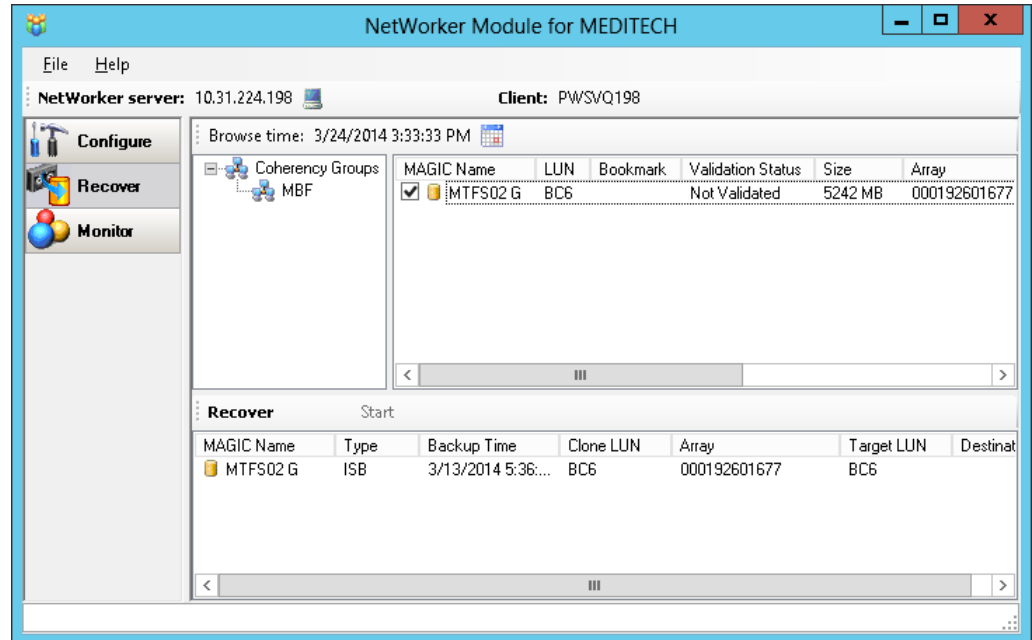 NetWorker Module for MEDITECH
File Help
NetWorker server: 10.31.224.198 Client: PWSVQ198
Configure
Recover
Monitor
Browse time: 3/24/2014 3:33:33 PM
Coherency Groups
MBF
MAGIC Name LUN Bookmark Validation Status Size Array
MTFS02 G BC6 Not Validated 5242 MB 000192601677
Recover Start
MAGIC Name Type Backup Time Clone LUN Array Target LUN Destinat
MTFS02 G ISB 3/13/2014 5:36:... BC6 000192601677 BC6